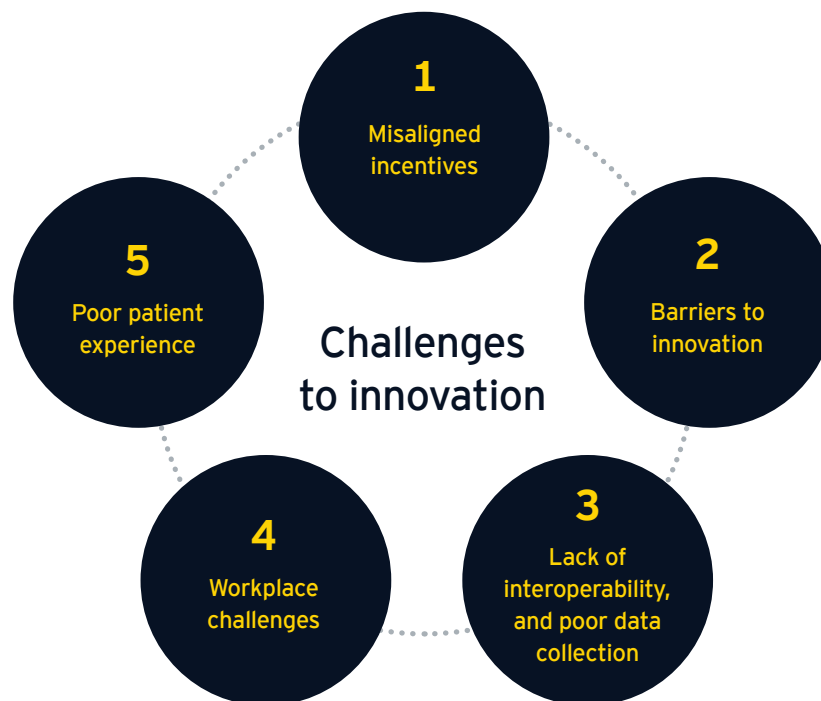 1
Misaligned
incentives
2
Barriers to
innovation
3
Lack of
interoperability,
and poor data
collection
4
Workplace
challenges
5
Poor patient
experience
Challenges
to innovation